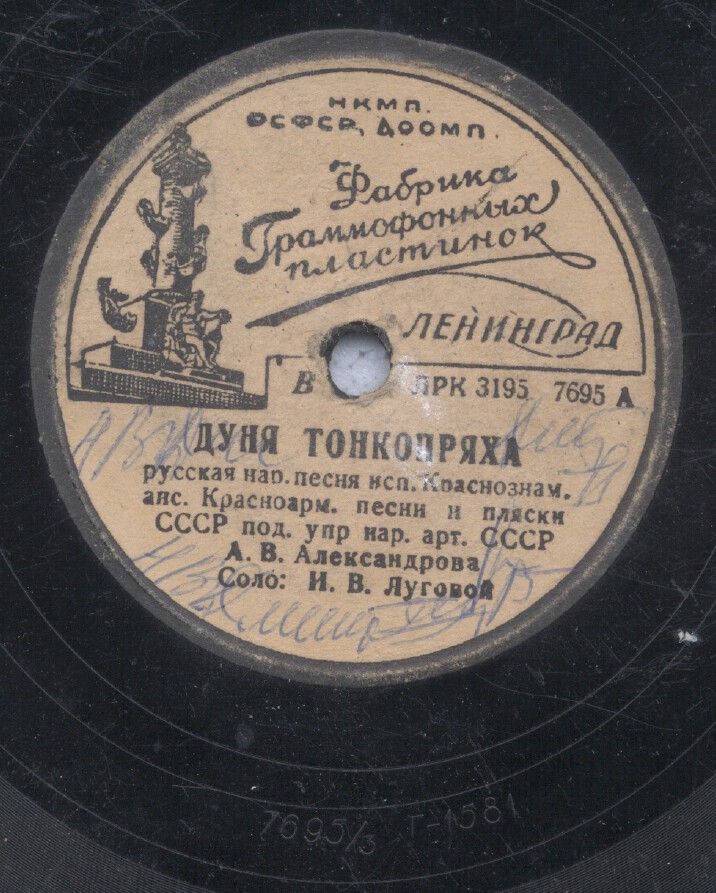 НКМП.
РСФСР, ЛООМП.
Фабрика
Граммофонных
пластинок
ЛЕНИНГРАД
В ЛРК 3195 7695 А
ДУНЯ ТОНКОПРЯХА
русская нар. песня исп. Краснознам.
анс. Красноарм. песни и пляски
СССР под. упр нар. арт. СССР
А. В. Александрова
Соло: И. В. Луговой
7695/3 Г-1581